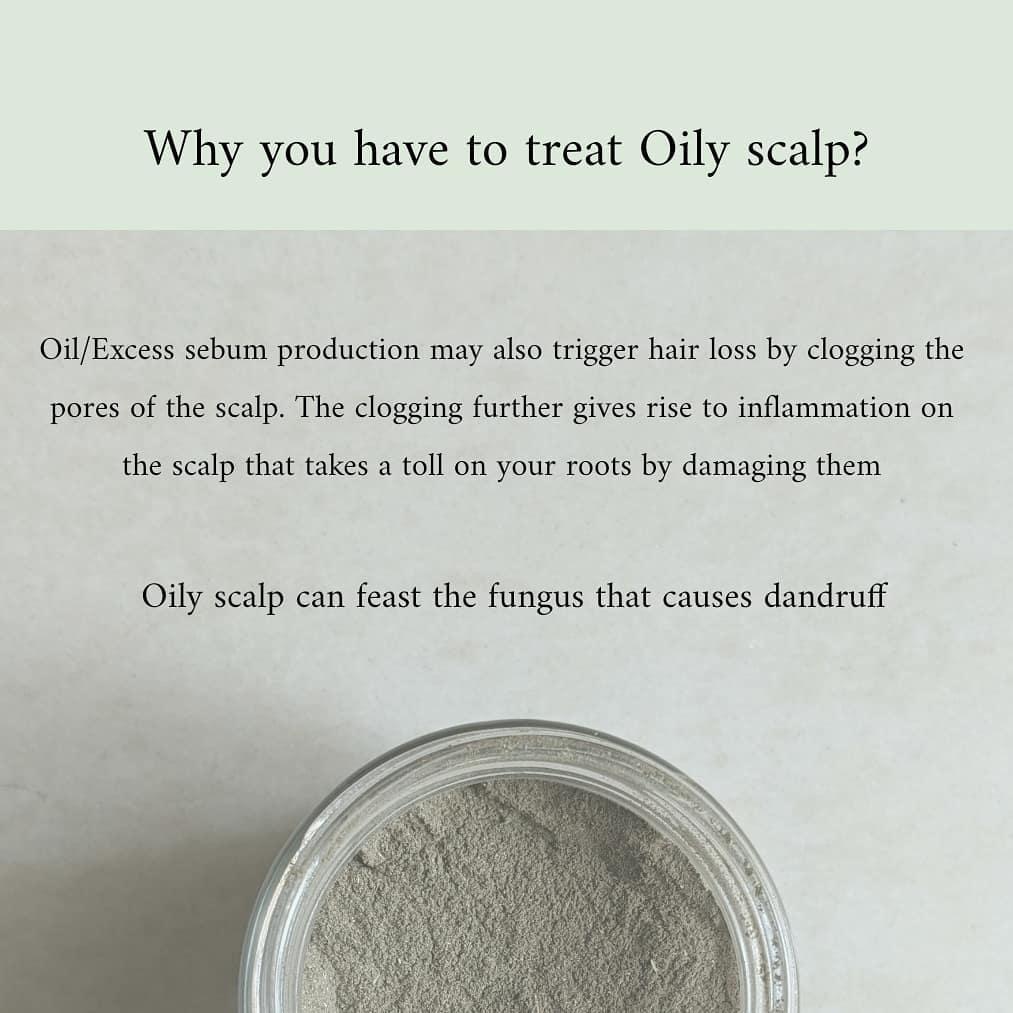 Why you have to treat Oily scalp?
Oil/Excess sebum production may also trigger hair loss by clogging the
pores of the scalp. The clogging further gives rise to inflammation on
the scalp that takes a toll on your roots by damaging them
Oily scalp can feast the fungus that causes dandruff